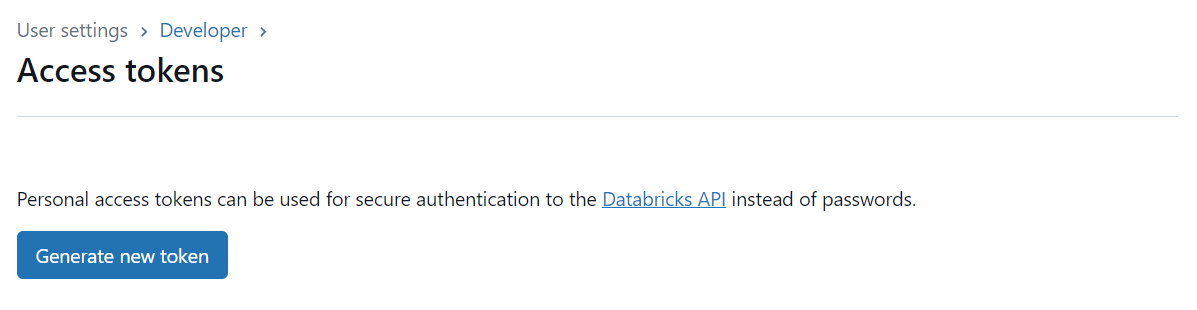 User settings > Developer >
Access tokens
Personal access tokens can be used for secure authentication to the Databricks API instead of passwords.
Generate new token